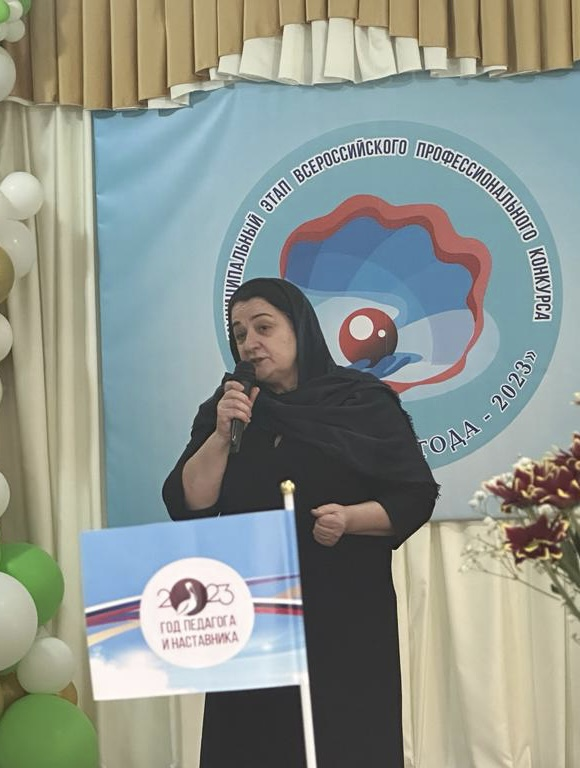 МУНИЦИПАЛЬНЫЙ ЭТАП ВСЕРОССИЙСКОГО ПРОФЕССИОНАЛЬНОГО КОНКУРСА
ГОДА - 2023»
2023
ГОД ПЕДАГОГА
И НАСТАВНИКА